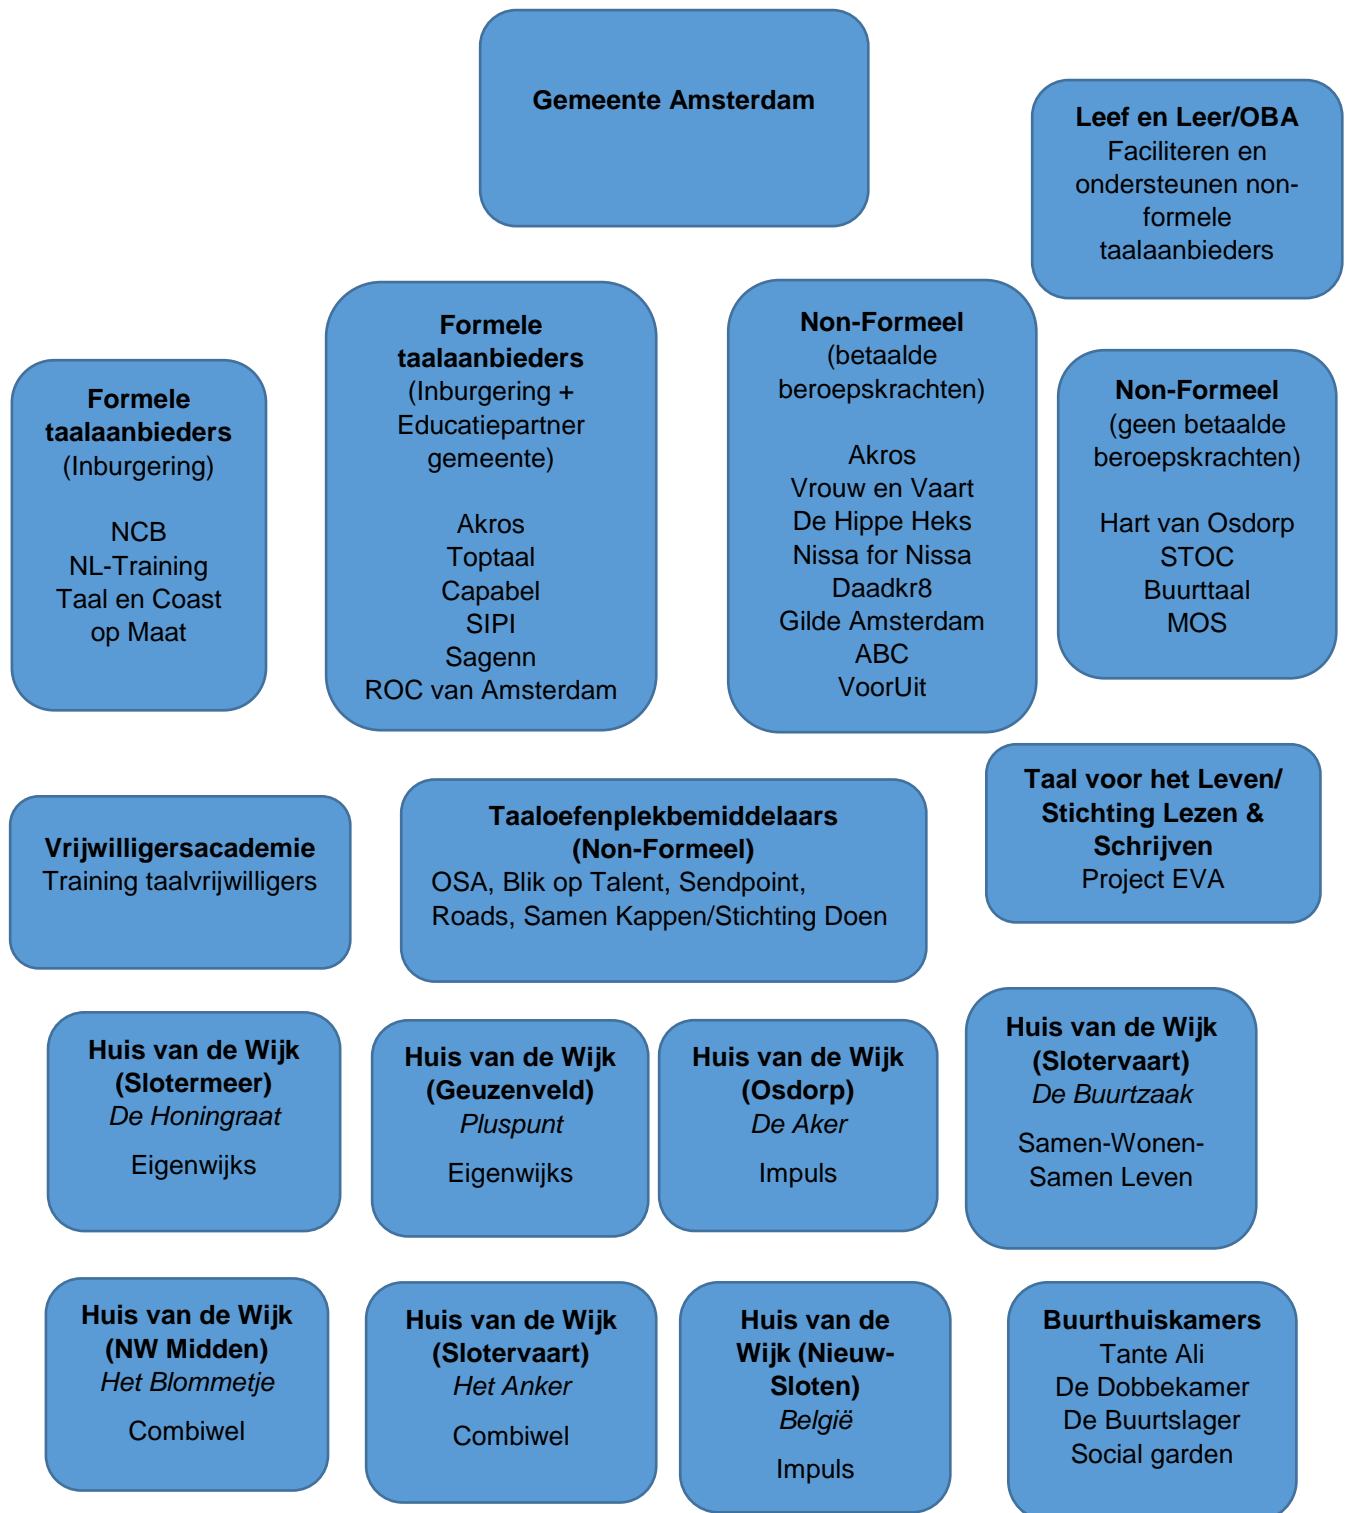 Gemeente Amsterdam
Leef en Leer/OBA
Faciliteren en
ondersteunen non-
formele
taalaanbieders
Formele
taalaanbieders
(Inburgering)
NCB
NL-Training
Taal en Coast
op Maat
Formele
taalaanbieders
(Inburgering +
Educatiepartner
gemeente)
Akros
Toptaal
Capabel
SIPI
Sagenn
ROC van Amsterdam
Non-Formeel
(betaalde
beroepskrachten)
Akros
Vrouw en Vaart
De Hippe Heks
Nissa for Nissa
Daadkr8
Gilde Amsterdam
ABC
VoorUit
Non-Formeel
(geen betaalde
beroepskrachten)
Hart van Osdorp
STOC
Buurttaal
MOS
Vrijwilligersacademie
Training taalvrijwilligers
Taaloefenplekbemiddelaars
(Non-Formeel)
OSA, Blik op Talent, Sendpoint,
Roads, Samen Kappen/Stichting Doen
Taal voor het Leven/
Stichting Lezen &
Schrijven
Project EVA
Huis van de Wijk
(Slotermeer)
De Honingraat
Eigenwijks
Huis van de Wijk
(Geuzenveld)
Pluspunt
Eigenwijks
Huis van de Wijk
(Osdorp)
De Aker
Impuls
Huis van de Wijk
(Slotervaart)
De Buurtzaak
Samen-Wonen-
Samen Leven
Huis van de Wijk
(NW Midden)
Het Blommetje
Combiwel
Huis van de Wijk
(Slotervaart)
Het Anker
Combiwel
Huis van de
Wijk (Nieuw-
Sloten)
België
Impuls
Buurthuiskamers
Tante Ali
De Dobbekamer
De Buurtslager
Social garden